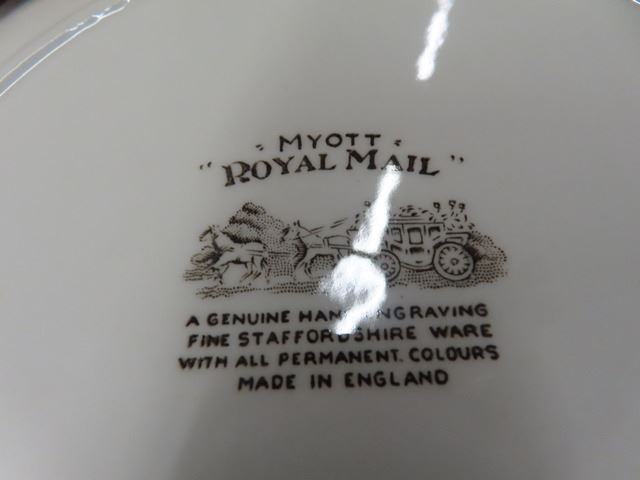 MYOTT
"ROYAL MAIL"
A GENUINE HAND ENGRAVING
FINE STAFFORDSHIRE WARE
WITH ALL PERMANENT COLOURS
MADE IN ENGLAND